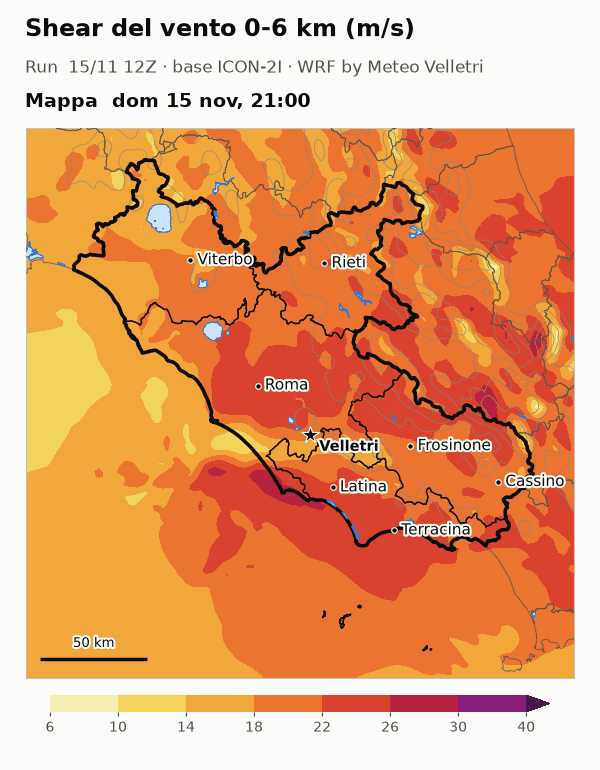 Shear del vento 0-6 km (m/s)
Run  15/11 12Z · base ICON-2I · WRF by Meteo Velletri
Mappa  dom 15 nov, 21:00
Viterbo
Rieti
Roma
Velletri
Frosinone
Cassino
Latina
Terracina
50 km
6 10 14 18 22 26 30 40